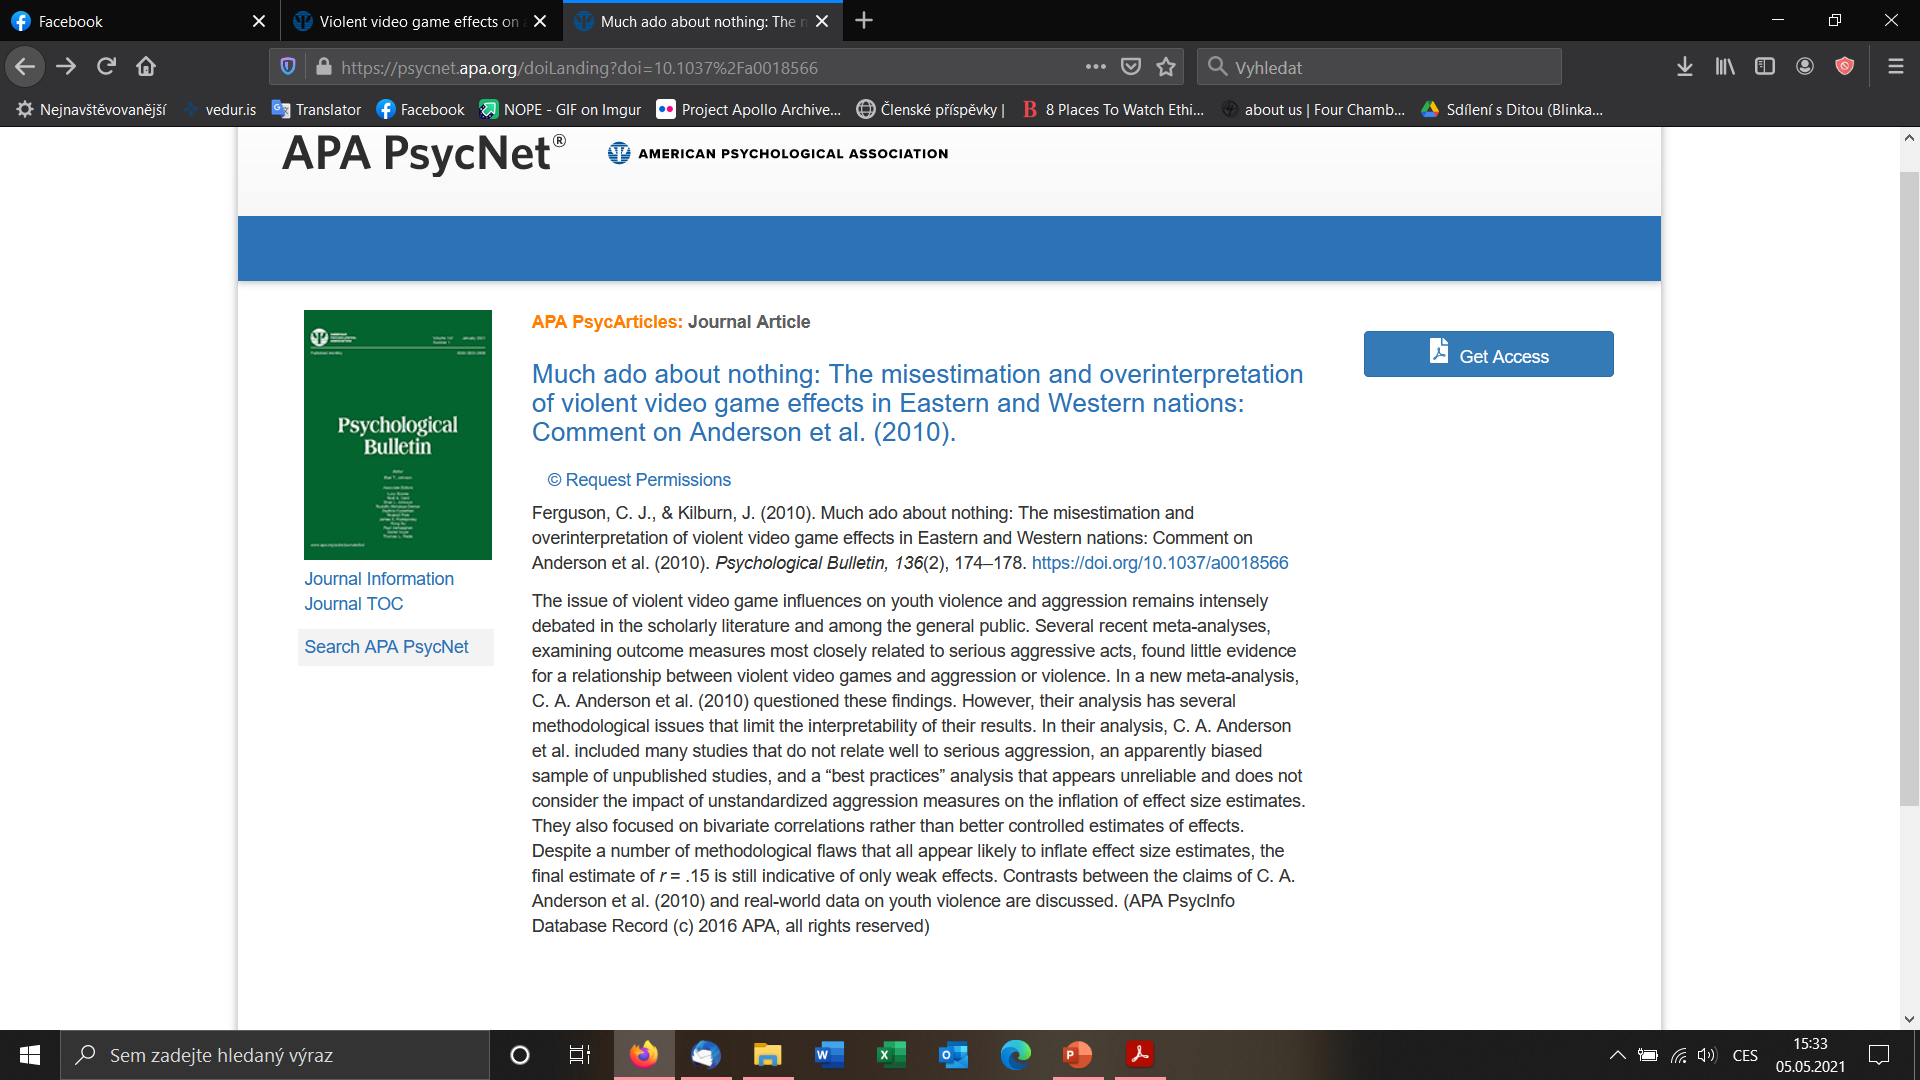 Facebook
Violent video game effects on a
Much ado about nothing: The m
https://psycnet.apa.org/doiLanding?doi=10.1037%2Fa0018566
Vyhledat
Nejnavštěvovanější
vedur.is
Translator
Facebook
NOPE - GIF on Imgur
Project Apollo Archive...
Členské příspěvky |
8 Places To Watch Ethi...
about us | Four Chamb...
Sdílení s Ditou (Blinka...
APA PsycNet®
AMERICAN PSYCHOLOGICAL ASSOCIATION
APA PsycArticles: Journal Article
Get Access
Much ado about nothing: The misestimation and overinterpretation
of violent video game effects in Eastern and Western nations:
Comment on Anderson et al. (2010).
Psychological
Bulletin
© Request Permissions
Ferguson, C. J., & Kilburn, J. (2010). Much ado about nothing: The misestimation and
overinterpretation of violent video game effects in Eastern and Western nations: Comment on
Anderson et al. (2010). Psychological Bulletin, 136(2), 174–178. https://doi.org/10.1037/a0018566
Journal Information
Journal TOC
Search APA PsycNet
The issue of violent video game influences on youth violence and aggression remains intensely
debated in the scholarly literature and among the general public. Several recent meta-analyses,
examining outcome measures most closely related to serious aggressive acts, found little evidence
for a relationship between violent video games and aggression or violence. In a new meta-analysis,
C. A. Anderson et al. (2010) questioned these findings. However, their analysis has several
methodological issues that limit the interpretability of their results. In their analysis, C. A. Anderson
et al. included many studies that do not relate well to serious aggression, an apparently biased
sample of unpublished studies, and a “best practices” analysis that appears unreliable and does not
consider the impact of unstandardized aggression measures on the inflation of effect size estimates.
They also focused on bivariate correlations rather than better controlled estimates of effects.
Despite a number of methodological flaws that all appear likely to inflate effect size estimates, the
final estimate of r = .15 is still indicative of only weak effects. Contrasts between the claims of C. A.
Anderson et al. (2010) and real-world data on youth violence are discussed. (APA PsycInfo
Database Record (c) 2016 APA, all rights reserved)
Sem zadejte hledaný výraz
CES
15:33
05.05.2021